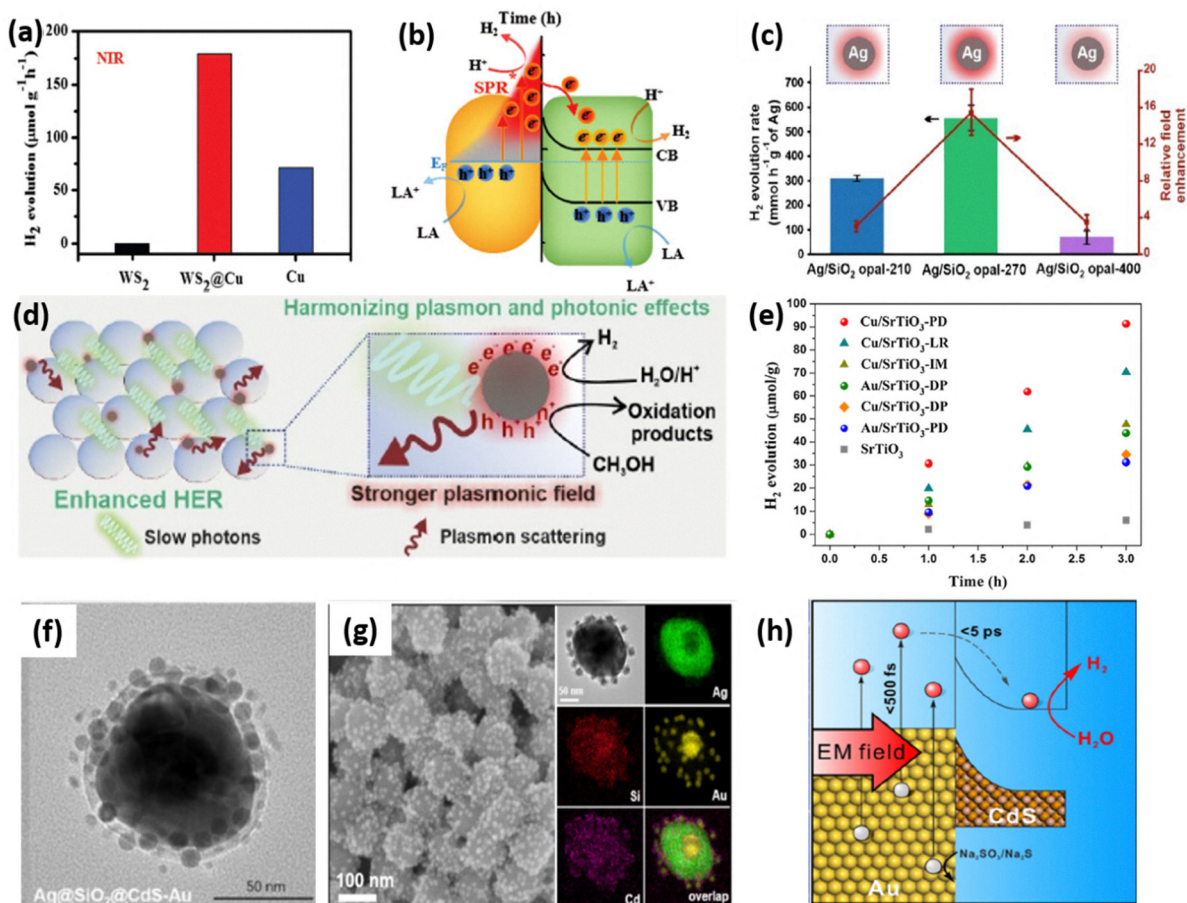 (a)
NIR
H2 evolution (μmol g-1h-1)
200
150
100
75
50
25
0
WS2
WS2@Cu
Cu
Time (h)
(b)
H2
H+
SPR
*
e- e- e- e- e- e-
e-
EF
h+ h+ h+
LA+
LA
H+
H2
e- e- e-
CB
VB
h+ h+ h+
LA
LA+
(c)
Ag
Ag
Ag
H2 evolution rate
(mmol h-1 g-1 of Ag)
700
600
500
400
300
200
100
0
20
16
12
8
4
0
Relative field
enhancement
Ag/SiO2 opal-210
Ag/SiO2 opal-270
Ag/SiO2 opal-400
(d)
Harmonizing plasmon and photonic effects
e- e- e- e- e- e-
h+ h+ h+ h+
H2
H2O/H+
Oxidation
products
CH3OH
Enhanced HER
Stronger plasmonic field
Slow photons
Plasmon scattering
(e)
H2 evolution (μmol/g)
100
90
80
70
60
50
40
30
20
10
0
Cu/SrTiO3-PD
Cu/SrTiO3-LR
Cu/SrTiO3-IM
Au/SrTiO3-DP
Cu/SrTiO3-DP
Au/SrTiO3-PD
SrTiO3
0.0 0.5 1.0 1.5 2.0 2.5 3.0
Time (h)
(f)
Ag@SiO2@CdS-Au
50 nm
(g)
100 nm
50 nm
Ag
Si
Au
Cd
overlap
(h)
<5 ps
<500 fs
H2
H2O
EM field
CdS
Na2SO3/Na2S
Au